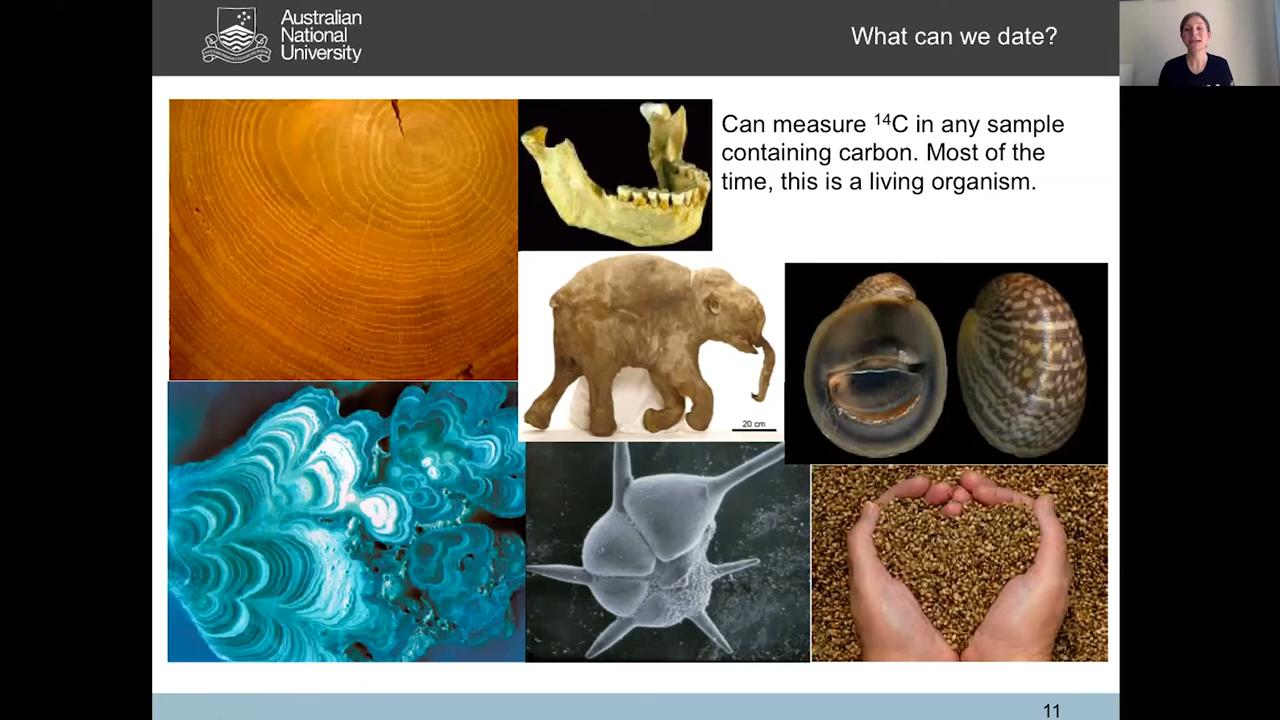 Australian
National
University
What can we date?
Can measure ¹⁴C in any sample
containing carbon. Most of the
time, this is a living organism.
20 cm
11